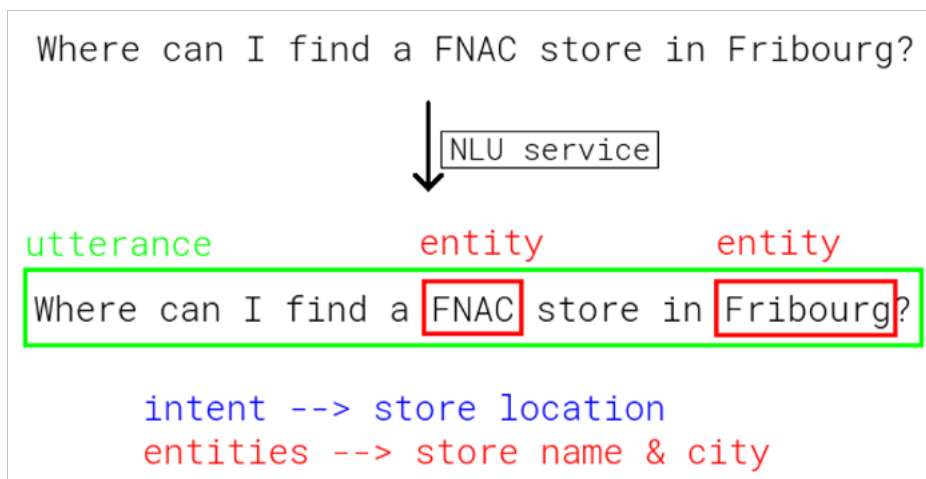 Where can I find a FNAC store in Fribourg?
NLU service
utterance entity entity
Where can I find a FNAC store in Fribourg?
intent --> store location
entities --> store name & city